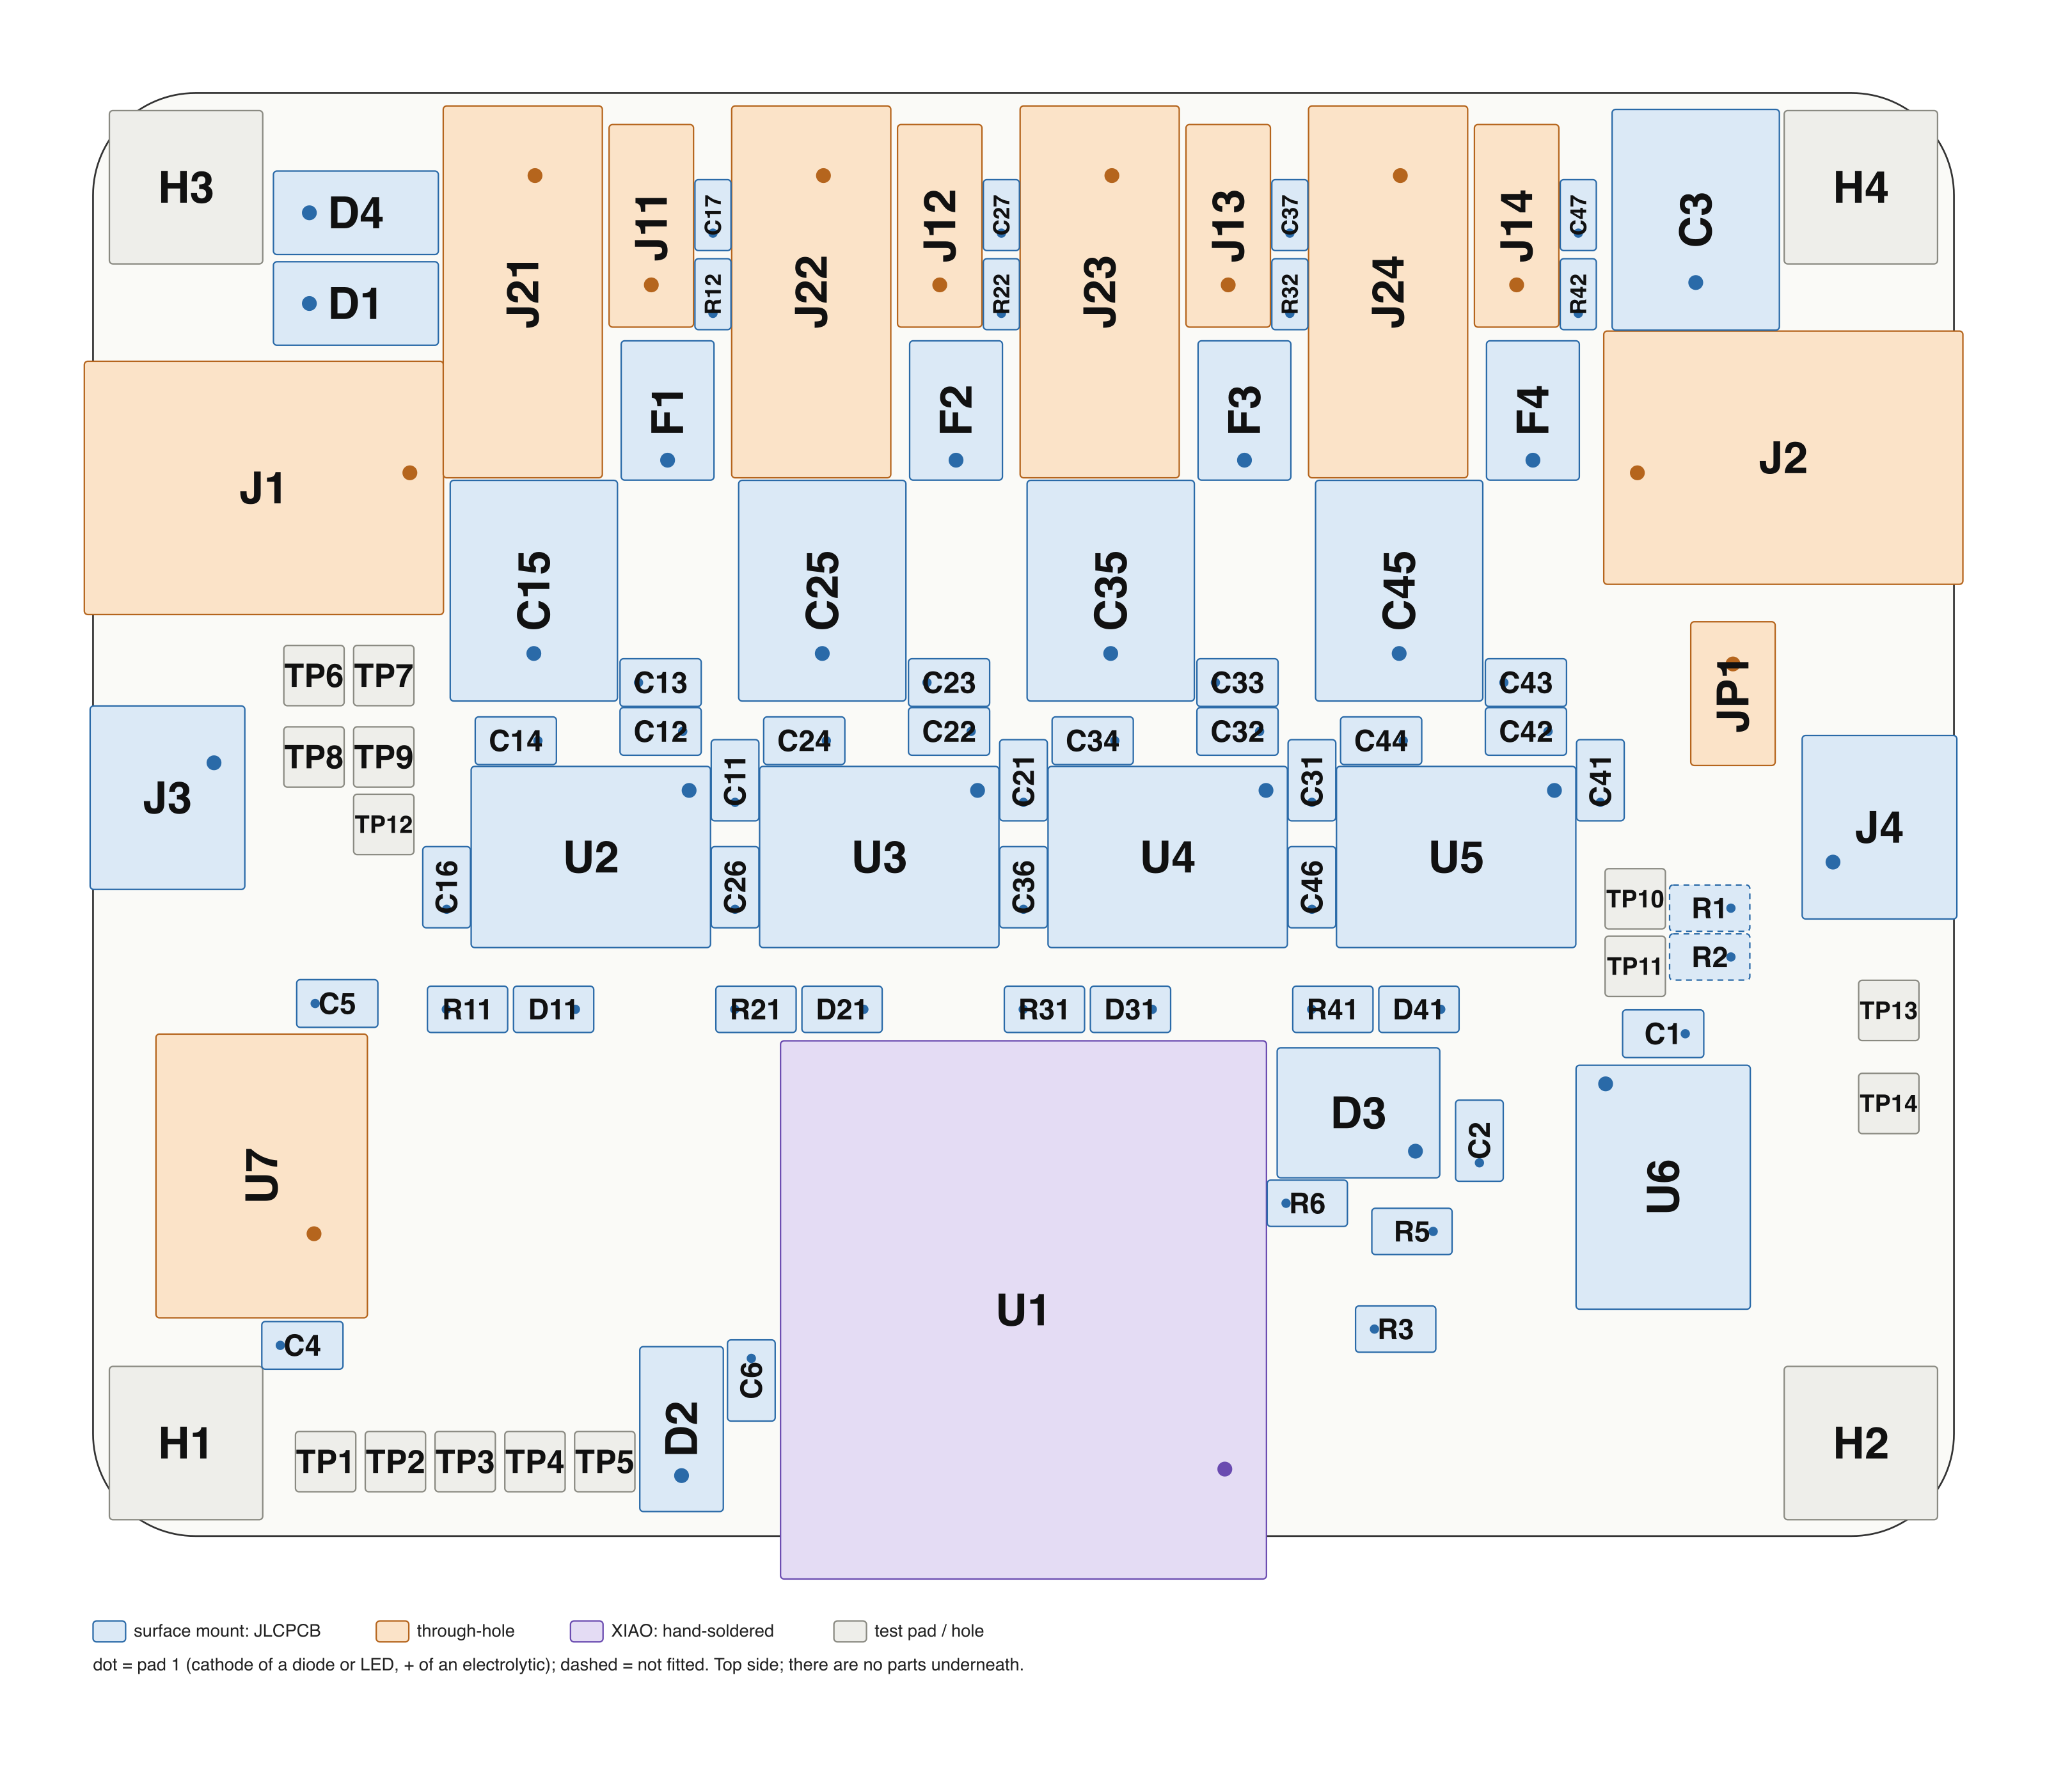 H3
D4
D1
J21
J11
C17
R12
J22
J12
C27
R22
J23
J13
C37
R32
J24
J14
C47
R42
C3
H4
F1
F2
F3
F4
J1
J2
C15
C25
C35
C45
TP6
TP7
C13
C23
C33
C43
JP1
C12
C22
C32
C42
C14
C24
C34
C44
TP8
TP9
C11
C21
C31
C41
J3
TP12
J4
U2
U3
U4
U5
C16
C26
C36
C46
TP10
R1
TP11
R2
C5
R11
D11
R21
D21
R31
D31
R41
D41
TP13
C1
D3
TP14
C2
U7
U6
R6
R5
U1
R3
C4
C6
D2
H1
TP1
TP2
TP3
TP4
TP5
H2
surface mount: JLCPCB
through-hole
XIAO: hand-soldered
test pad / hole
dot = pad 1 (cathode of a diode or LED, + of an electrolytic); dashed = not fitted. Top side; there are no parts underneath.